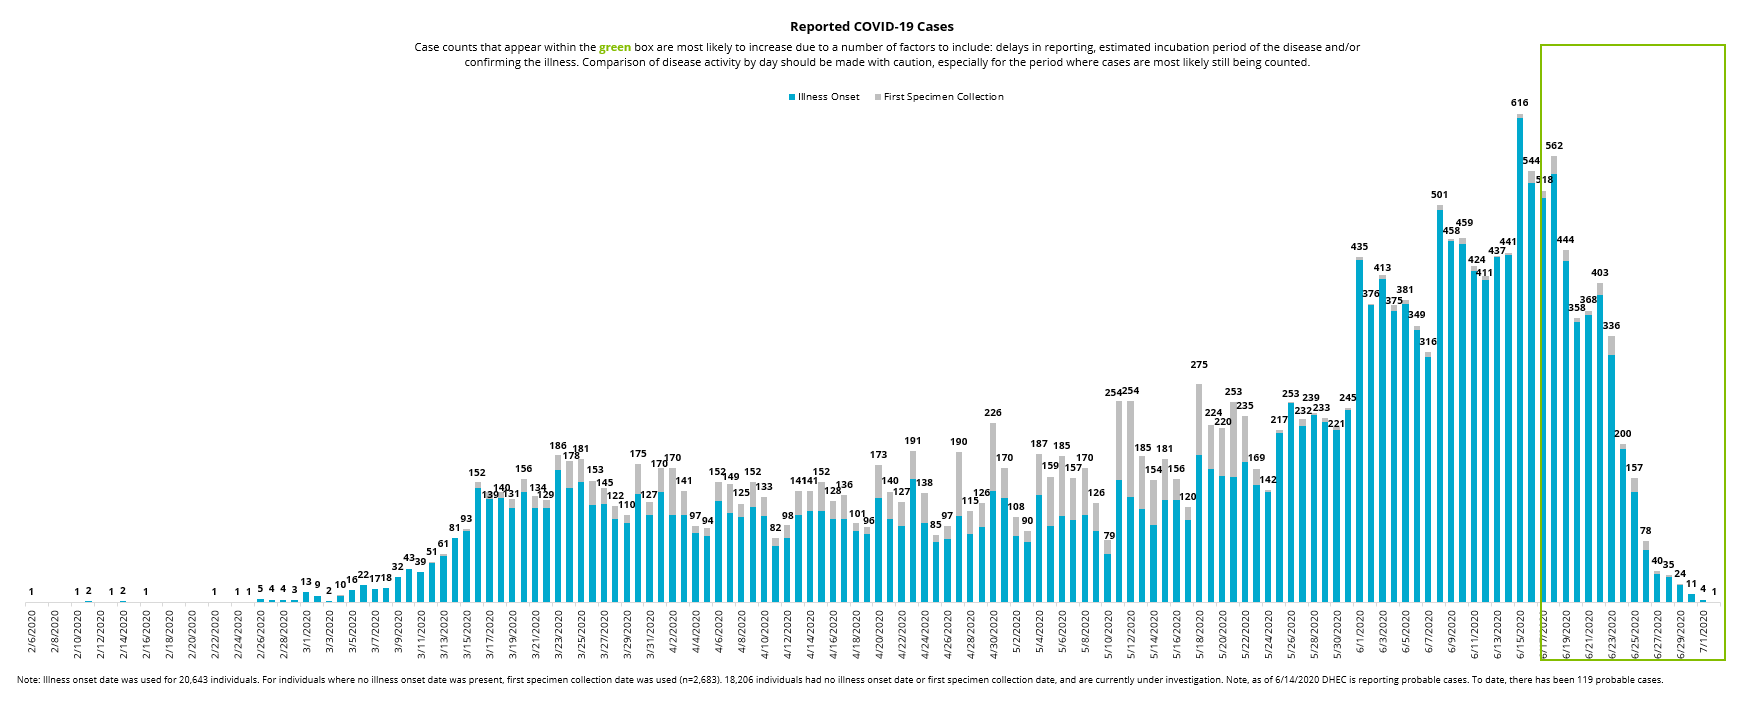 Reported COVID-19 Cases
Case counts that appear within the green box are most likely to increase due to a number of factors to include: delays in reporting, estimated incubation period of the disease and/or
confirming the illness. Comparison of disease activity by day should be made with caution, especially for the period where cases are most likely still being counted.
Illness Onset First Specimen Collection
1 1 2 1 2 1 1 1 1 5 4 4 3 13 9 2 10 16 22 17 18 32 43 39 51 61 81 93 152 139 140 131 156 134 129 186 178 181 153 145 122 110 175 127 170 170 141 97 94 152 149 125 152 133 82 98 141 141 152 128 136 101 96 173 140 127 191 138 85 97 190 115 126 226 170 108 90 187 159 185 157 170 126 79 254 254 185 154 181 156 120 275 224 220 253 235 169 142 217 253 232 239 233 221 245 435 376 413 375 381 349 316 501 458 459 424 411 437 441 616 544 518 562 444 358 368 403 336 200 157 78 40 35 24 11 4 1
2/6/2020 2/8/2020 2/10/2020 2/12/2020 2/14/2020 2/16/2020 2/18/2020 2/20/2020 2/22/2020 2/24/2020 2/26/2020 2/28/2020 3/1/2020 3/3/2020 3/5/2020 3/7/2020 3/9/2020 3/11/2020 3/13/2020 3/15/2020 3/17/2020 3/19/2020 3/21/2020 3/23/2020 3/25/2020 3/27/2020 3/29/2020 3/31/2020 4/2/2020 4/4/2020 4/6/2020 4/8/2020 4/10/2020 4/12/2020 4/14/2020 4/16/2020 4/18/2020 4/20/2020 4/22/2020 4/24/2020 4/26/2020 4/28/2020 4/30/2020 5/2/2020 5/4/2020 5/6/2020 5/8/2020 5/10/2020 5/12/2020 5/14/2020 5/16/2020 5/18/2020 5/20/2020 5/22/2020 5/24/2020 5/26/2020 5/28/2020 5/30/2020 6/1/2020 6/3/2020 6/5/2020 6/7/2020 6/9/2020 6/11/2020 6/13/2020 6/15/2020 6/17/2020 6/19/2020 6/21/2020 6/23/2020 6/25/2020 6/27/2020 6/29/2020 7/1/2020
Note: Illness onset date was used for 20,643 individuals. For individuals where no illness onset date was present, first specimen collection date was used (n=2,683). 18,206 individuals had no illness onset date or first specimen collection date, and are currently under investigation. Note, as of 6/14/2020 DHEC is reporting probable cases. To date, there has been 119 probable cases.